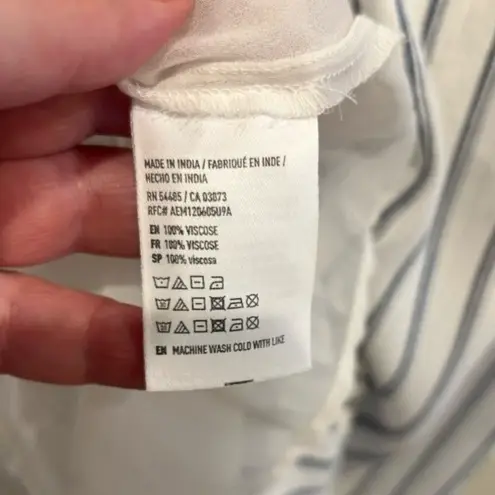 MADE IN INDIA / FABRIQUÉ EN INDE /
HECHO EN INDIA
RN 54485 / CA 03873
RFC# AEM120605U9A
EN 100% VISCOSE
FR 100% VISCOSE
SP 100% viscosa
EN MACHINE WASH COLD WITH LIKE